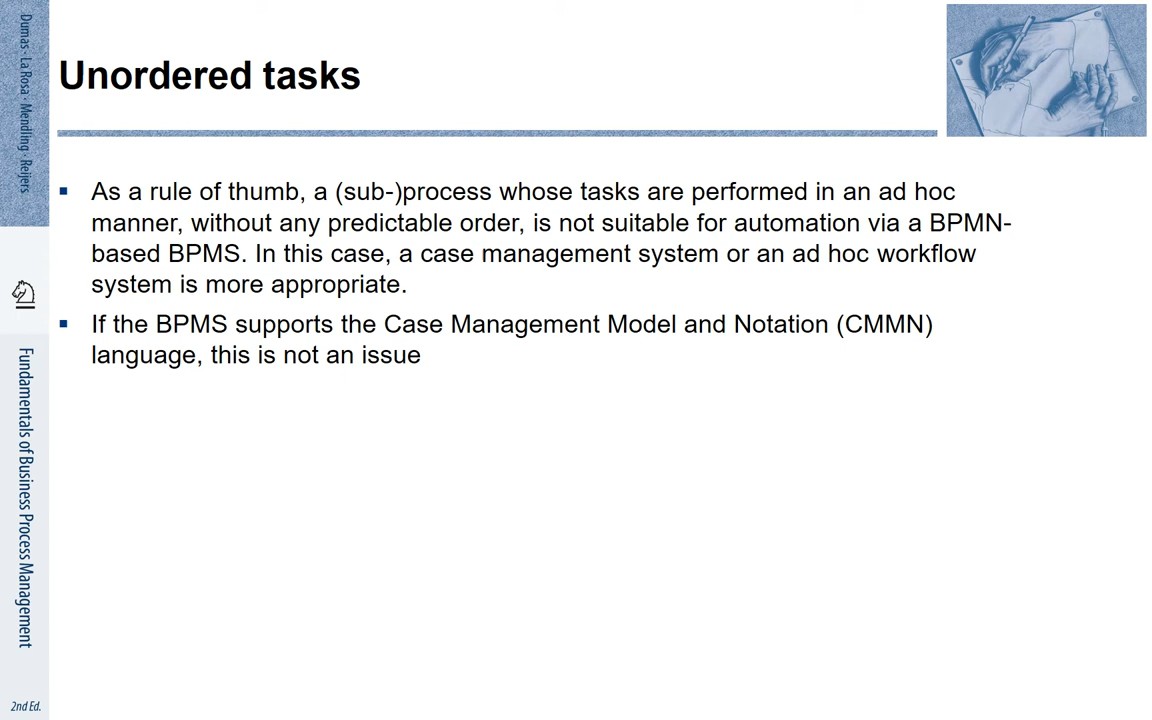 Dumas · La Rosa · Mendling · Reijers
Unordered tasks
▪ As a rule of thumb, a (sub-)process whose tasks are performed in an ad hoc
manner, without any predictable order, is not suitable for automation via a BPMN-
based BPMS. In this case, a case management system or an ad hoc workflow
system is more appropriate.
▪ If the BPMS supports the Case Management Model and Notation (CMMN)
language, this is not an issue
Fundamentals of Business Process Management
2nd Ed.